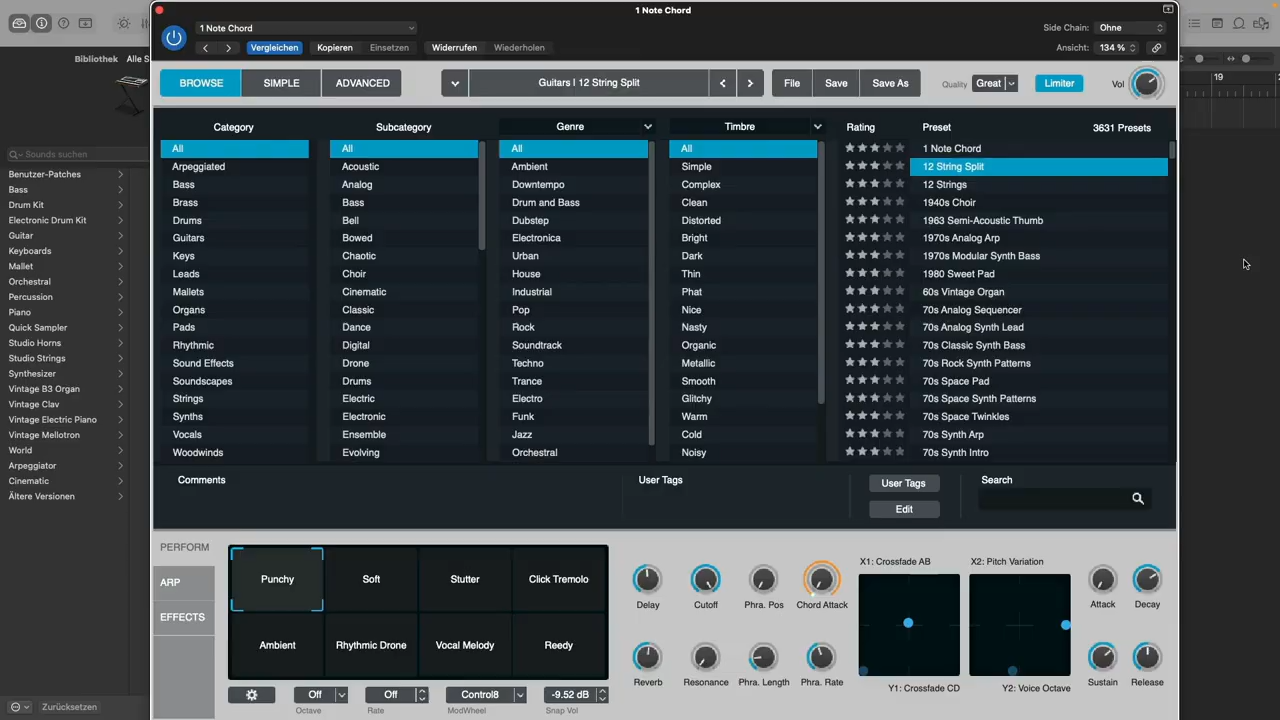 1 Note Chord
1 Note Chord
Side Chain: Ohne
Vergleichen Kopieren Einsetzen Widerrufen Wiederholen
Ansicht: 134 %
Bibliothek Alle S
BROWSE SIMPLE ADVANCED Guitars | 12 String Split File Save Save As Quality Great Limiter Vol
19
Sounds suchen
Benutzer-Patches
Bass
Drum Kit
Electronic Drum Kit
Guitar
Keyboards
Mallet
Orchestral
Percussion
Piano
Quick Sampler
Studio Horns
Studio Strings
Synthesizer
Vintage B3 Organ
Vintage Clav
Vintage Electric Piano
Vintage Mellotron
World
Arpeggiator
Cinematic
Ältere Versionen
Zurücksetzen
Category
All
Arpeggiated
Bass
Brass
Drums
Guitars
Keys
Leads
Mallets
Organs
Pads
Rhythmic
Sound Effects
Soundscapes
Strings
Synths
Vocals
Woodwinds
Subcategory
All
Acoustic
Analog
Bass
Bell
Bowed
Chaotic
Choir
Cinematic
Classic
Dance
Digital
Drone
Drums
Electric
Electronic
Ensemble
Evolving
Genre
All
Ambient
Downtempo
Drum and Bass
Dubstep
Electronica
Urban
House
Industrial
Pop
Rock
Soundtrack
Techno
Trance
Electro
Funk
Jazz
Orchestral
Timbre
All
Simple
Complex
Clean
Distorted
Bright
Dark
Thin
Phat
Nice
Nasty
Organic
Metallic
Smooth
Glitchy
Warm
Cold
Noisy
Rating Preset 3631 Presets
1 Note Chord
12 String Split
12 Strings
1940s Choir
1963 Semi-Acoustic Thumb
1970s Analog Arp
1970s Modular Synth Bass
1980 Sweet Pad
60s Vintage Organ
70s Analog Sequencer
70s Analog Synth Lead
70s Classic Synth Bass
70s Rock Synth Patterns
70s Space Pad
70s Space Synth Patterns
70s Space Twinkles
70s Synth Arp
70s Synth Intro
Comments User Tags User Tags Search
Edit
PERFORM
ARP
EFFECTS
Punchy Soft Stutter Click Tremolo
Ambient Rhythmic Drone Vocal Melody Reedy
Off Off Control8 -9.52 dB
Octave Rate ModWheel Snap Vol
Delay Cutoff Phra. Pos Chord Attack
Reverb Resonance Phra. Length Phra. Rate
X1: Crossfade AB X2: Pitch Variation
Y1: Crossfade CD Y2: Voice Octave
Attack Decay
Sustain Release